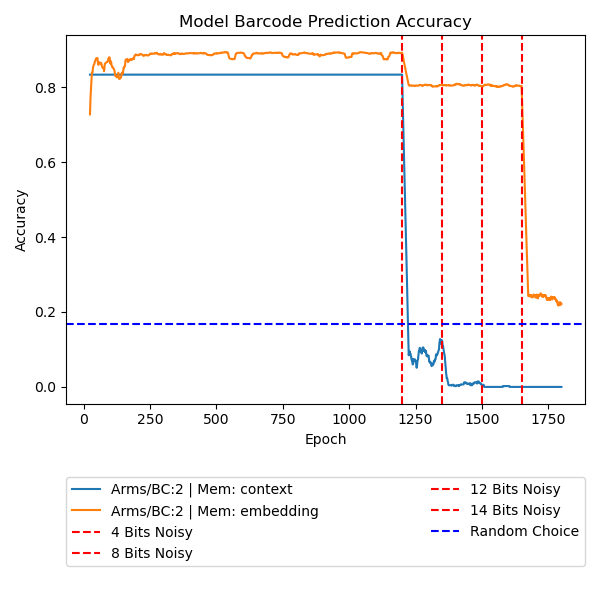 Model Barcode Prediction Accuracy
Accuracy
0.8
0.6
0.4
0.2
0.0
0 250 500 750 1000 1250 1500 1750
Epoch
Arms/BC:2 | Mem: context
Arms/BC:2 | Mem: embedding
4 Bits Noisy
8 Bits Noisy
12 Bits Noisy
14 Bits Noisy
Random Choice